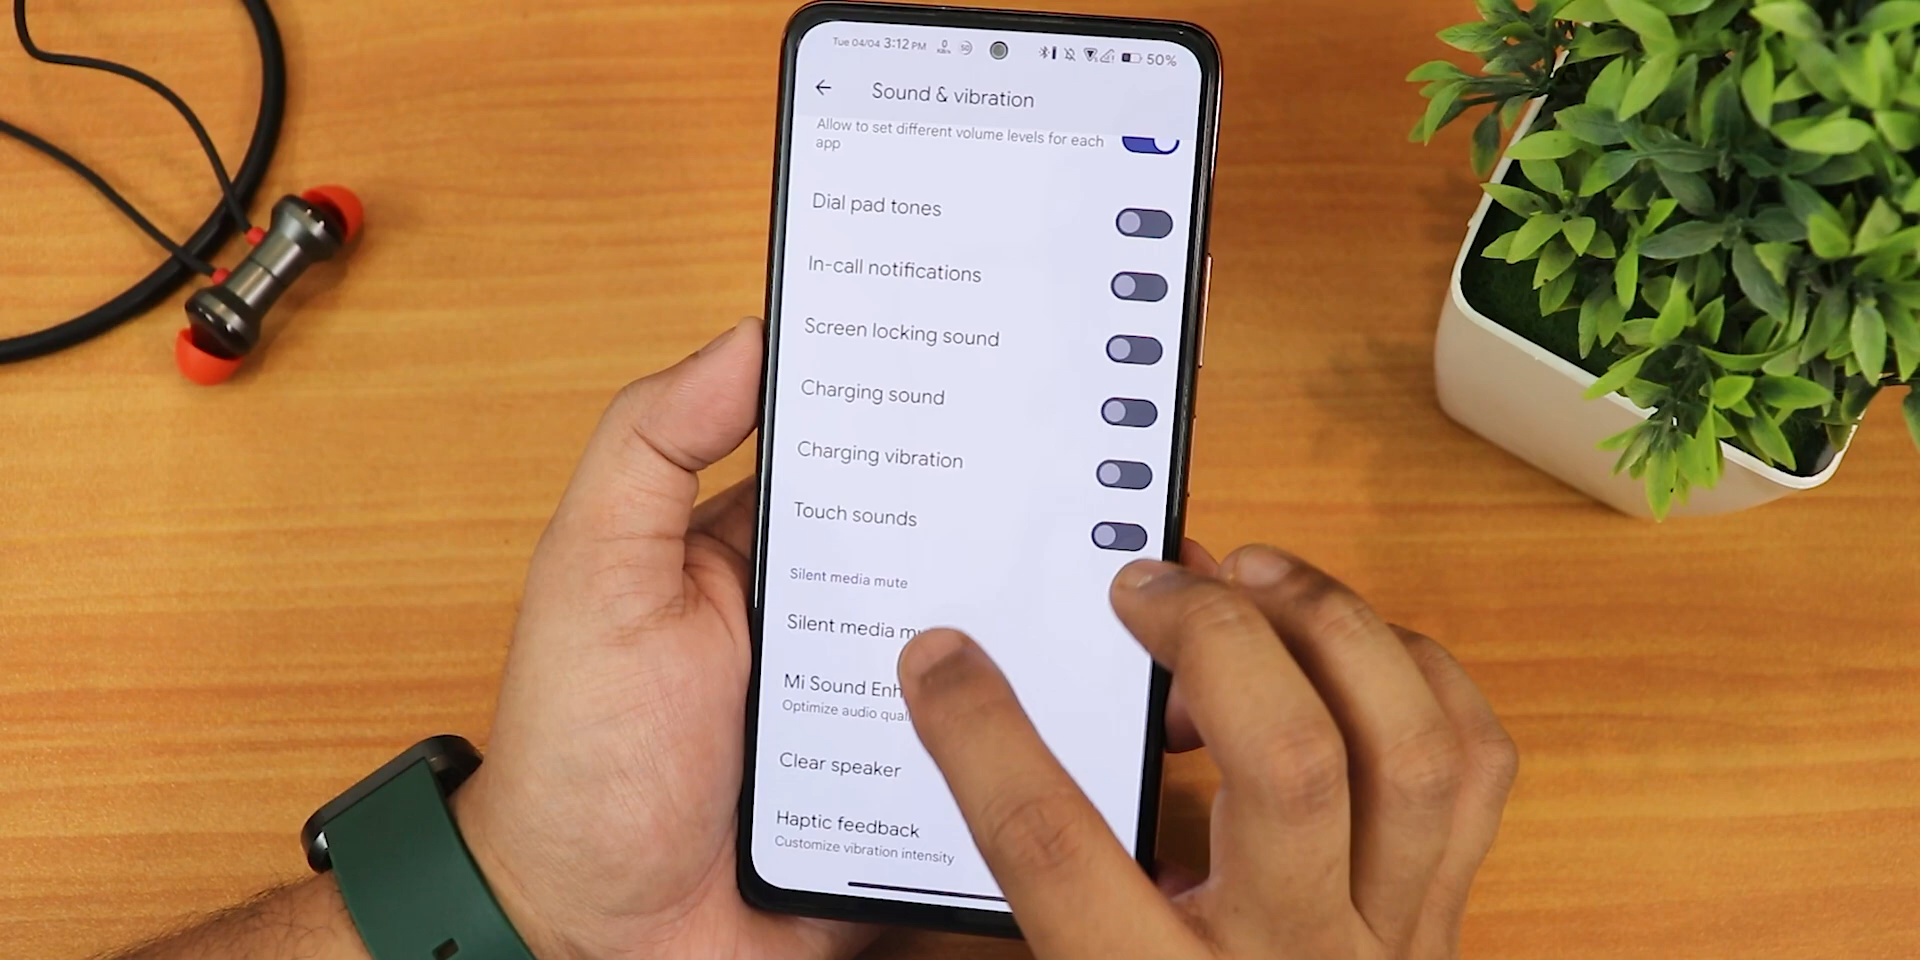 Tue 04/04 3:12 PM 50 50%
Sound & vibration
Allow to set different volume levels for each
app
Dial pad tones
In-call notifications
Screen locking sound
Charging sound
Charging vibration
Touch sounds
Silent media mute
Silent media
Mi Sound Enh
Optimize audio
Clear speaker
Haptic feedback
Customize vibration intensity